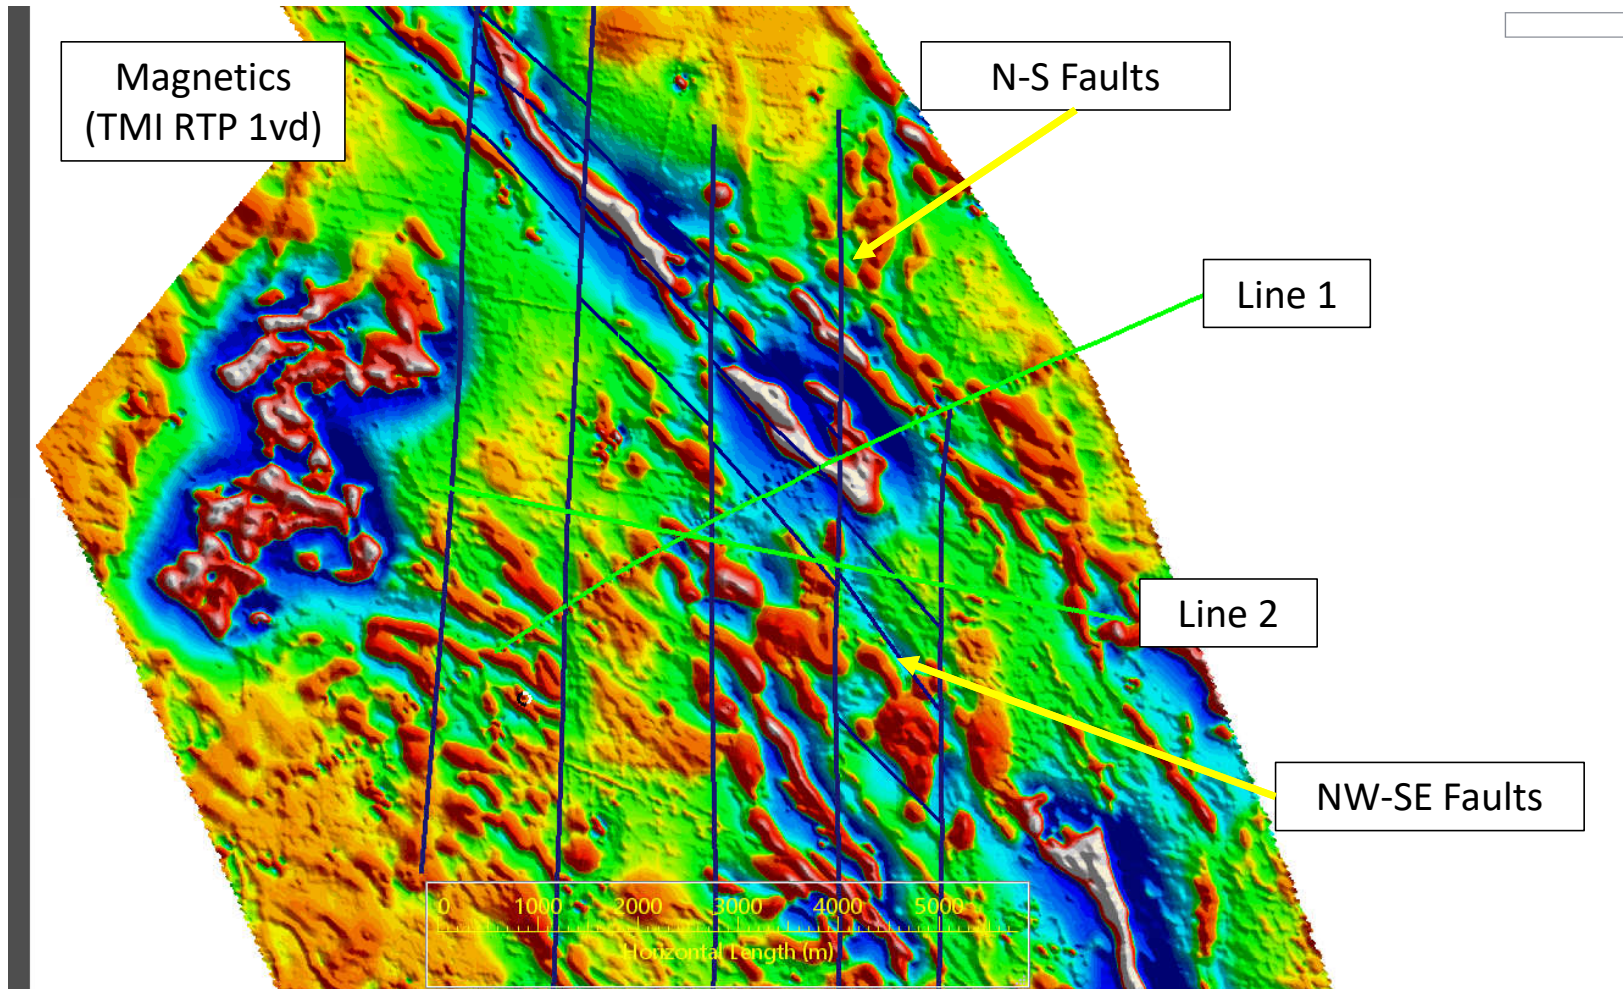 Magnetics
(TMI RTP 1vd)
N-S Faults
Line 1
Line 2
NW-SE Faults
0 1000 2000 3000 4000 5000
Horizontal Length (m)